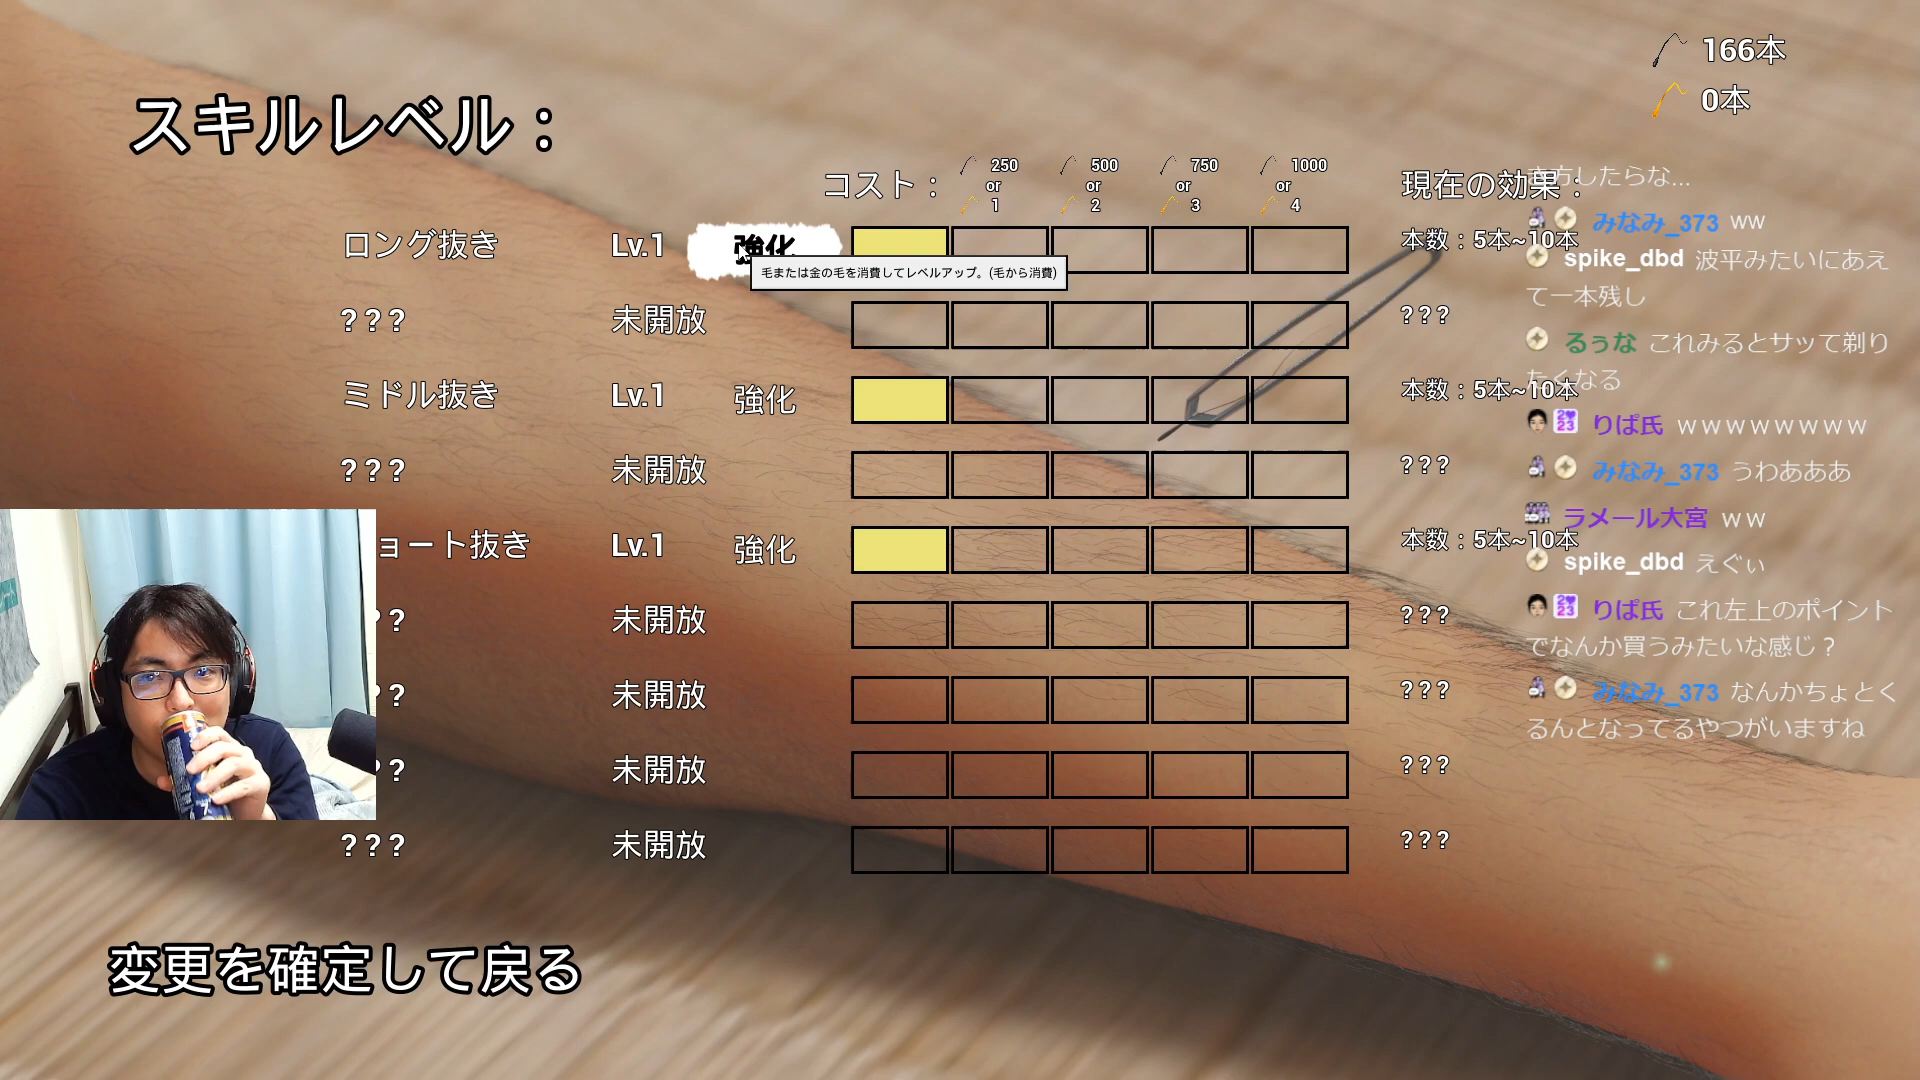 166本
0本
スキルレベル：
コスト：
250
or
1
500
or
2
750
or
3
1000
or
4
現在の効果：
ロング抜き Lv.1 強化 本数：5本~10本
毛または金の毛を消費してレベルアップ。(毛から消費)
??? 未開放 ???
ミドル抜き Lv.1 強化 本数：5本~10本
??? 未開放 ???
ョート抜き Lv.1 強化 本数：5本~10本
?? 未開放 ???
?? 未開放 ???
?? 未開放 ???
??? 未開放 ???
変更を確定して戻る
方したらな...
みなみ_373 ww
spike_dbd 波平みたいにあえ
て一本残し
るぅな これみるとサッて剃り
たくなる
りぱ氏 ｗｗｗｗｗｗｗｗ
みなみ_373 うわあああ
ラメール大宮 ｗｗ
spike_dbd えぐぃ
りぱ氏 これ左上のポイント
でなんか買うみたいな感じ？
みなみ_373 なんかちょとく
るんとなってるやつがいますね